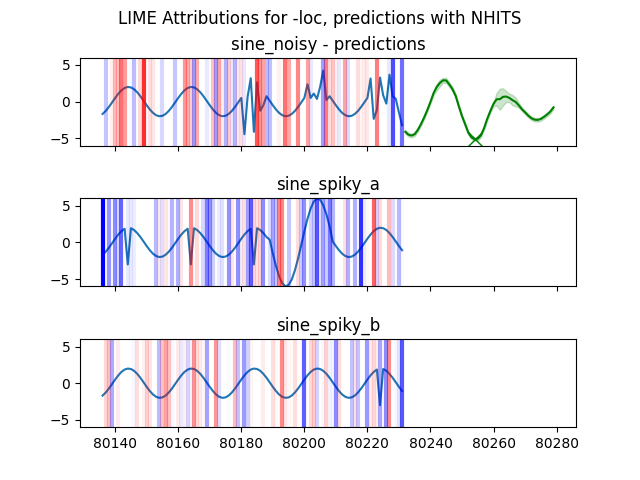 LIME Attributions for -loc, predictions with NHITS
sine_noisy - predictions
5
0
−5
sine_spiky_a
5
0
−5
sine_spiky_b
5
0
−5
80140 80160 80180 80200 80220 80240 80260 80280